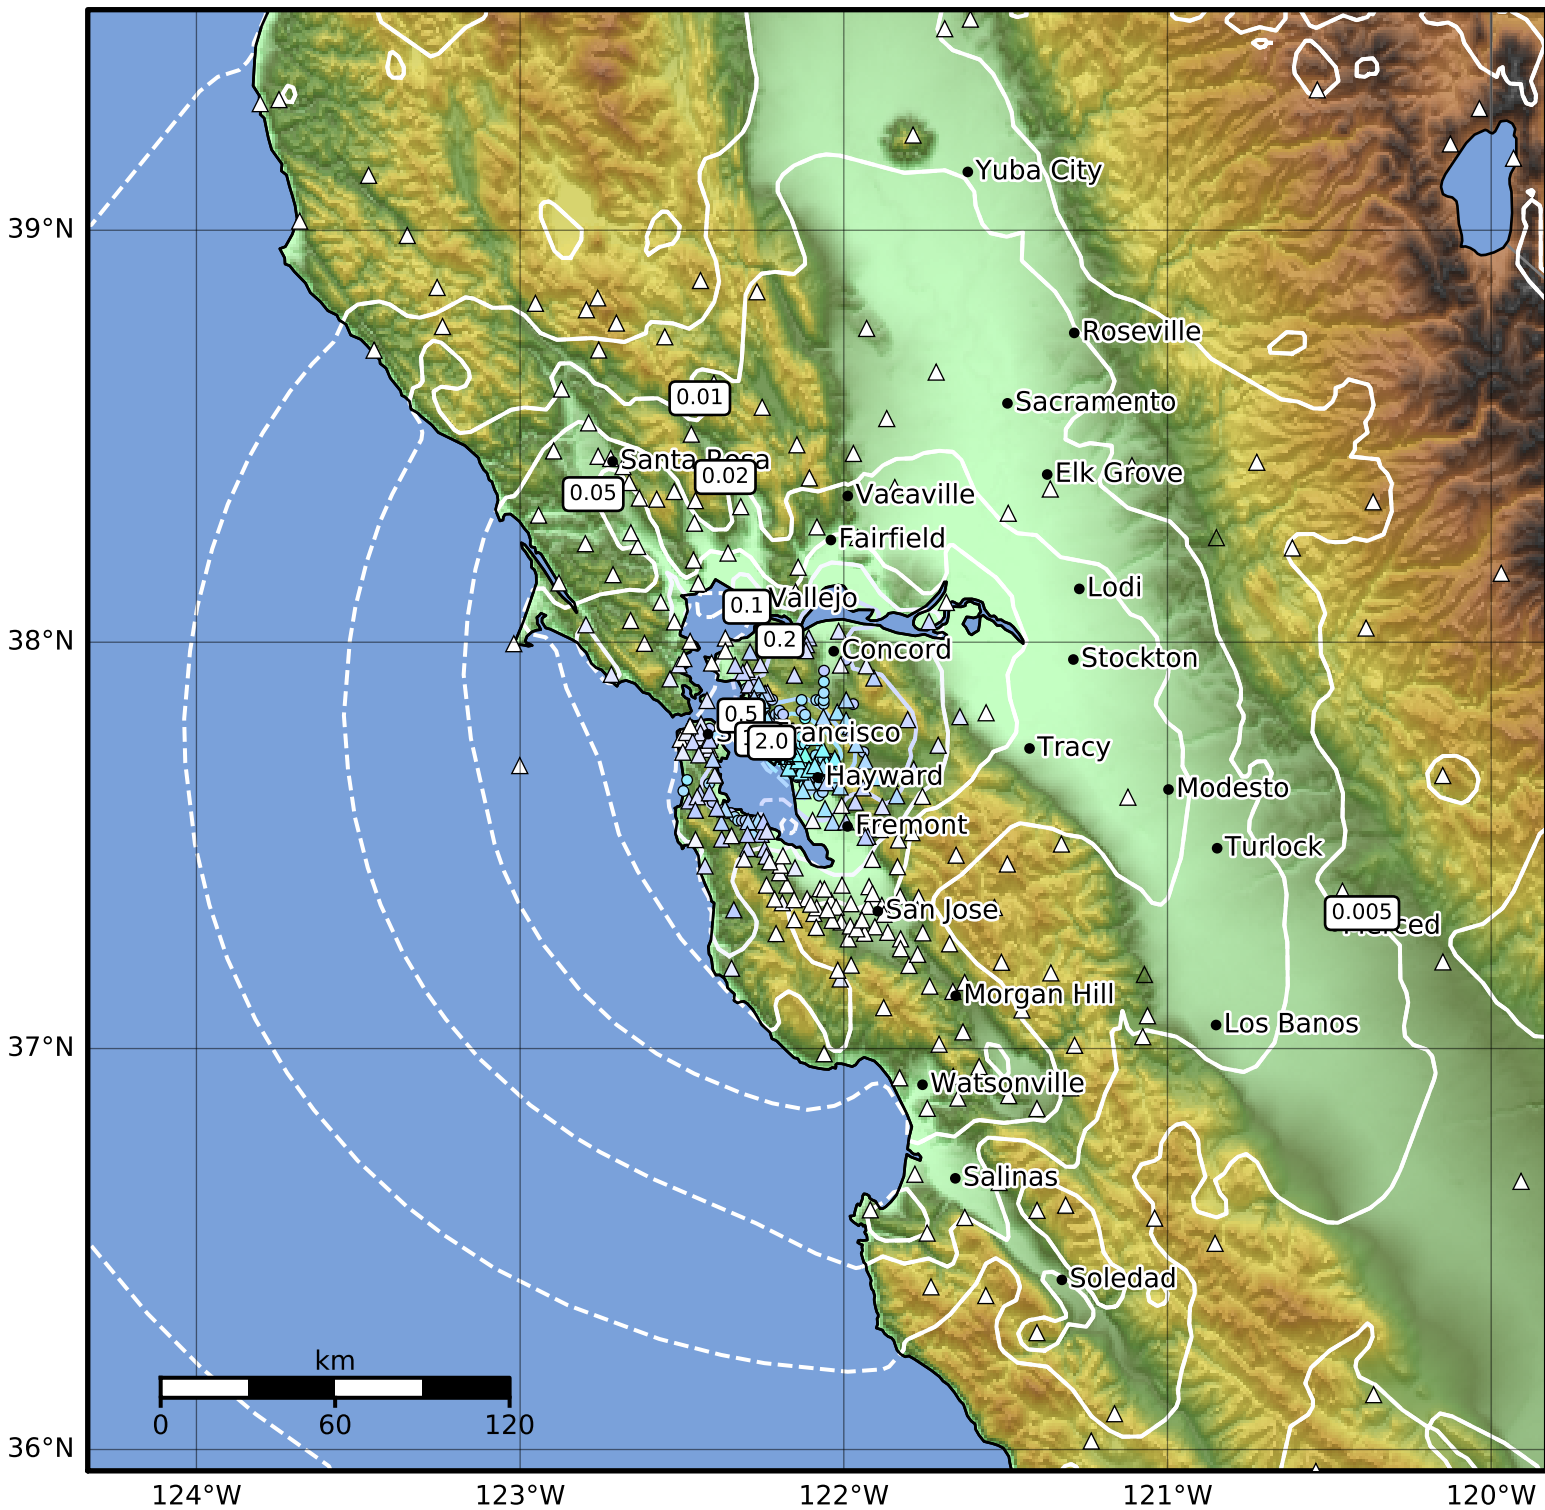 Yuba City
39°N
Roseville
0.01
Sacramento
Santa Rosa
0.02
Elk Grove
0.05
Vacaville
Fairfield
Lodi
0.1
Vallejo
38°N
0.2
Concord
Stockton
0.5
San Francisco
2.0
Tracy
Hayward
Modesto
Fremont
Turlock
San Jose
0.005
Merced
Morgan Hill
Los Banos
37°N
Watsonville
Salinas
Soledad
km
0 60 120
36°N
124°W 123°W 122°W 121°W 120°W